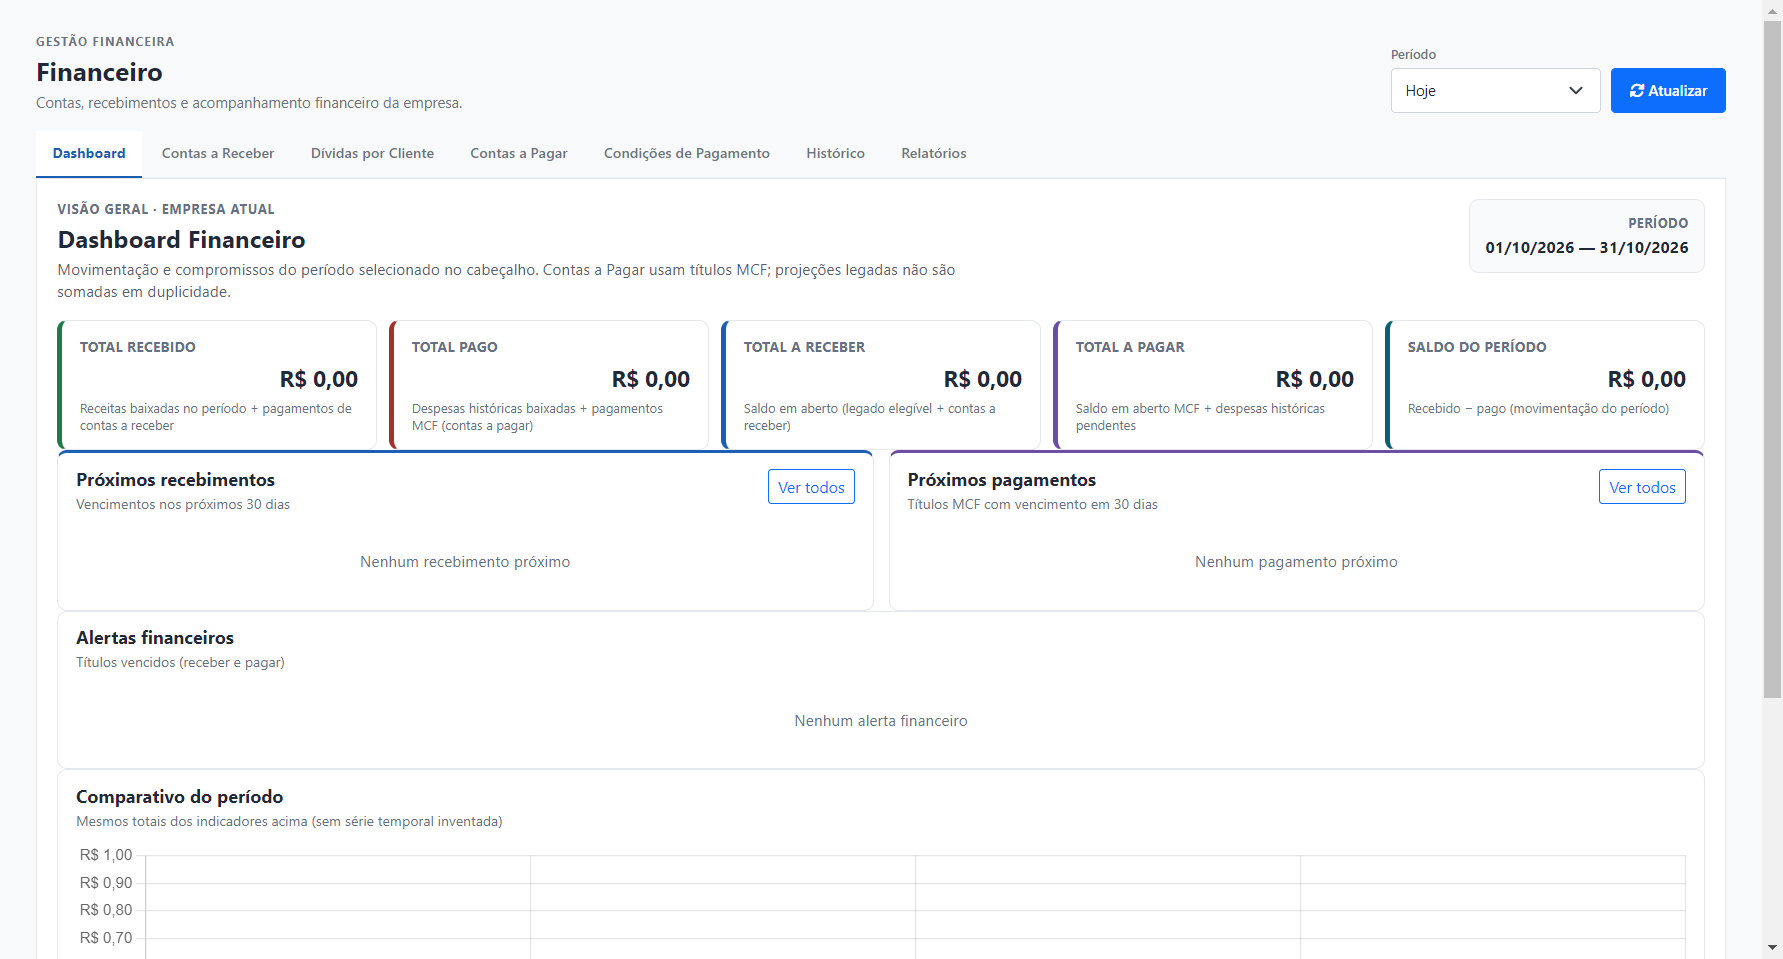 GESTÃO FINANCEIRA
Financeiro
Contas, recebimentos e acompanhamento financeiro da empresa.
Período
Hoje
Atualizar
Dashboard
Contas a Receber
Dívidas por Cliente
Contas a Pagar
Condições de Pagamento
Histórico
Relatórios
VISÃO GERAL · EMPRESA ATUAL
Dashboard Financeiro
Movimentação e compromissos do período selecionado no cabeçalho. Contas a Pagar usam títulos MCF; projeções legadas não são
somadas em duplicidade.
PERÍODO
01/10/2026 — 31/10/2026
TOTAL RECEBIDO
R$ 0,00
Receitas baixadas no período + pagamentos de
contas a receber
TOTAL PAGO
R$ 0,00
Despesas históricas baixadas + pagamentos
MCF (contas a pagar)
TOTAL A RECEBER
R$ 0,00
Saldo em aberto (legado elegível + contas a
receber)
TOTAL A PAGAR
R$ 0,00
Saldo em aberto MCF + despesas históricas
pendentes
SALDO DO PERÍODO
R$ 0,00
Recebido − pago (movimentação do período)
Próximos recebimentos
Vencimentos nos próximos 30 dias
Ver todos
Nenhum recebimento próximo
Próximos pagamentos
Títulos MCF com vencimento em 30 dias
Ver todos
Nenhum pagamento próximo
Alertas financeiros
Títulos vencidos (receber e pagar)
Nenhum alerta financeiro
Comparativo do período
Mesmos totais dos indicadores acima (sem série temporal inventada)
R$ 1,00
R$ 0,90
R$ 0,80
R$ 0,70